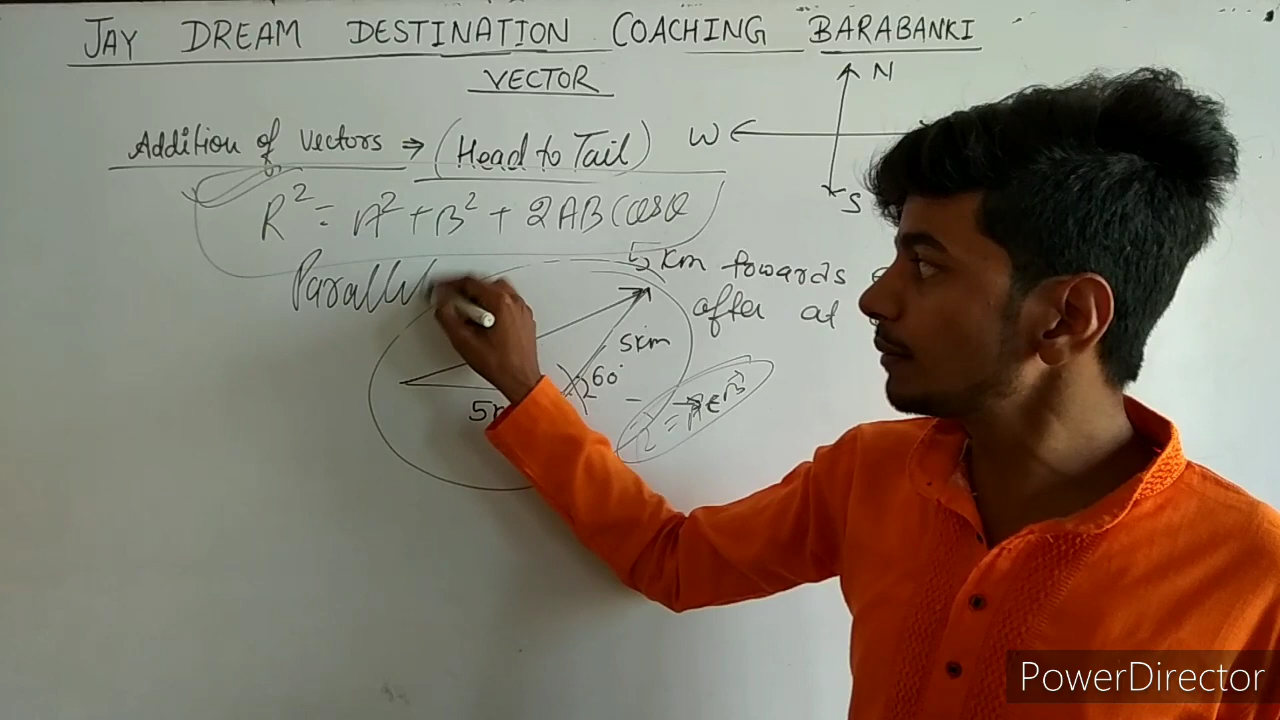 JAY DREAM DESTINATION COACHING BARABANKI
VECTOR
N
Addition of vectors ⇒ (Head to Tail)
W
S
R² = A² + B² + 2AB Cosθ
5 km towards
after at
Parallel
5km
60°
PowerDirector